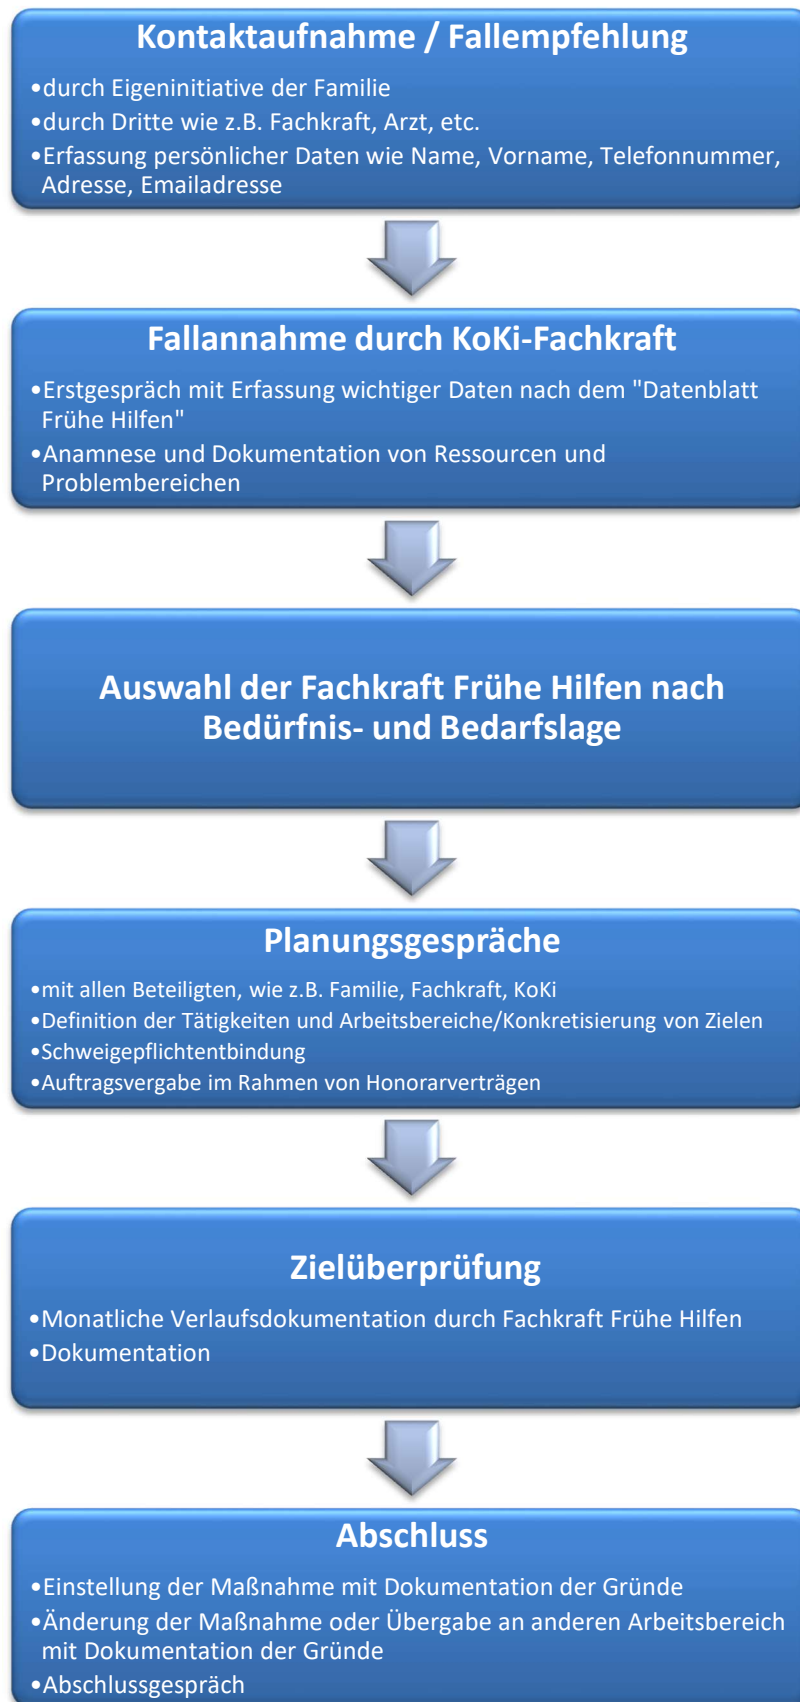 Kontaktaufnahme / Fallempfehlung
•durch Eigeninitiative der Familie
•durch Dritte wie z.B. Fachkraft, Arzt, etc.
•Erfassung persönlicher Daten wie Name, Vorname, Telefonnummer,
Adresse, Emailadresse
Fallannahme durch KoKi-Fachkraft
•Erstgespräch mit Erfassung wichtiger Daten nach dem "Datenblatt
Frühe Hilfen"
•Anamnese und Dokumentation von Ressourcen und
Problembereichen
Auswahl der Fachkraft Frühe Hilfen nach
Bedürfnis- und Bedarfslage
Planungsgespräche
•mit allen Beteiligten, wie z.B. Familie, Fachkraft, KoKi
•Definition der Tätigkeiten und Arbeitsbereiche/Konkretisierung von Zielen
•Schweigepflichtentbindung
•Auftragsvergabe im Rahmen von Honorarverträgen
Zielüberprüfung
•Monatliche Verlaufsdokumentation durch Fachkraft Frühe Hilfen
•Dokumentation
Abschluss
•Einstellung der Maßnahme mit Dokumentation der Gründe
•Änderung der Maßnahme oder Übergabe an anderen Arbeitsbereich
mit Dokumentation der Gründe
•Abschlussgespräch